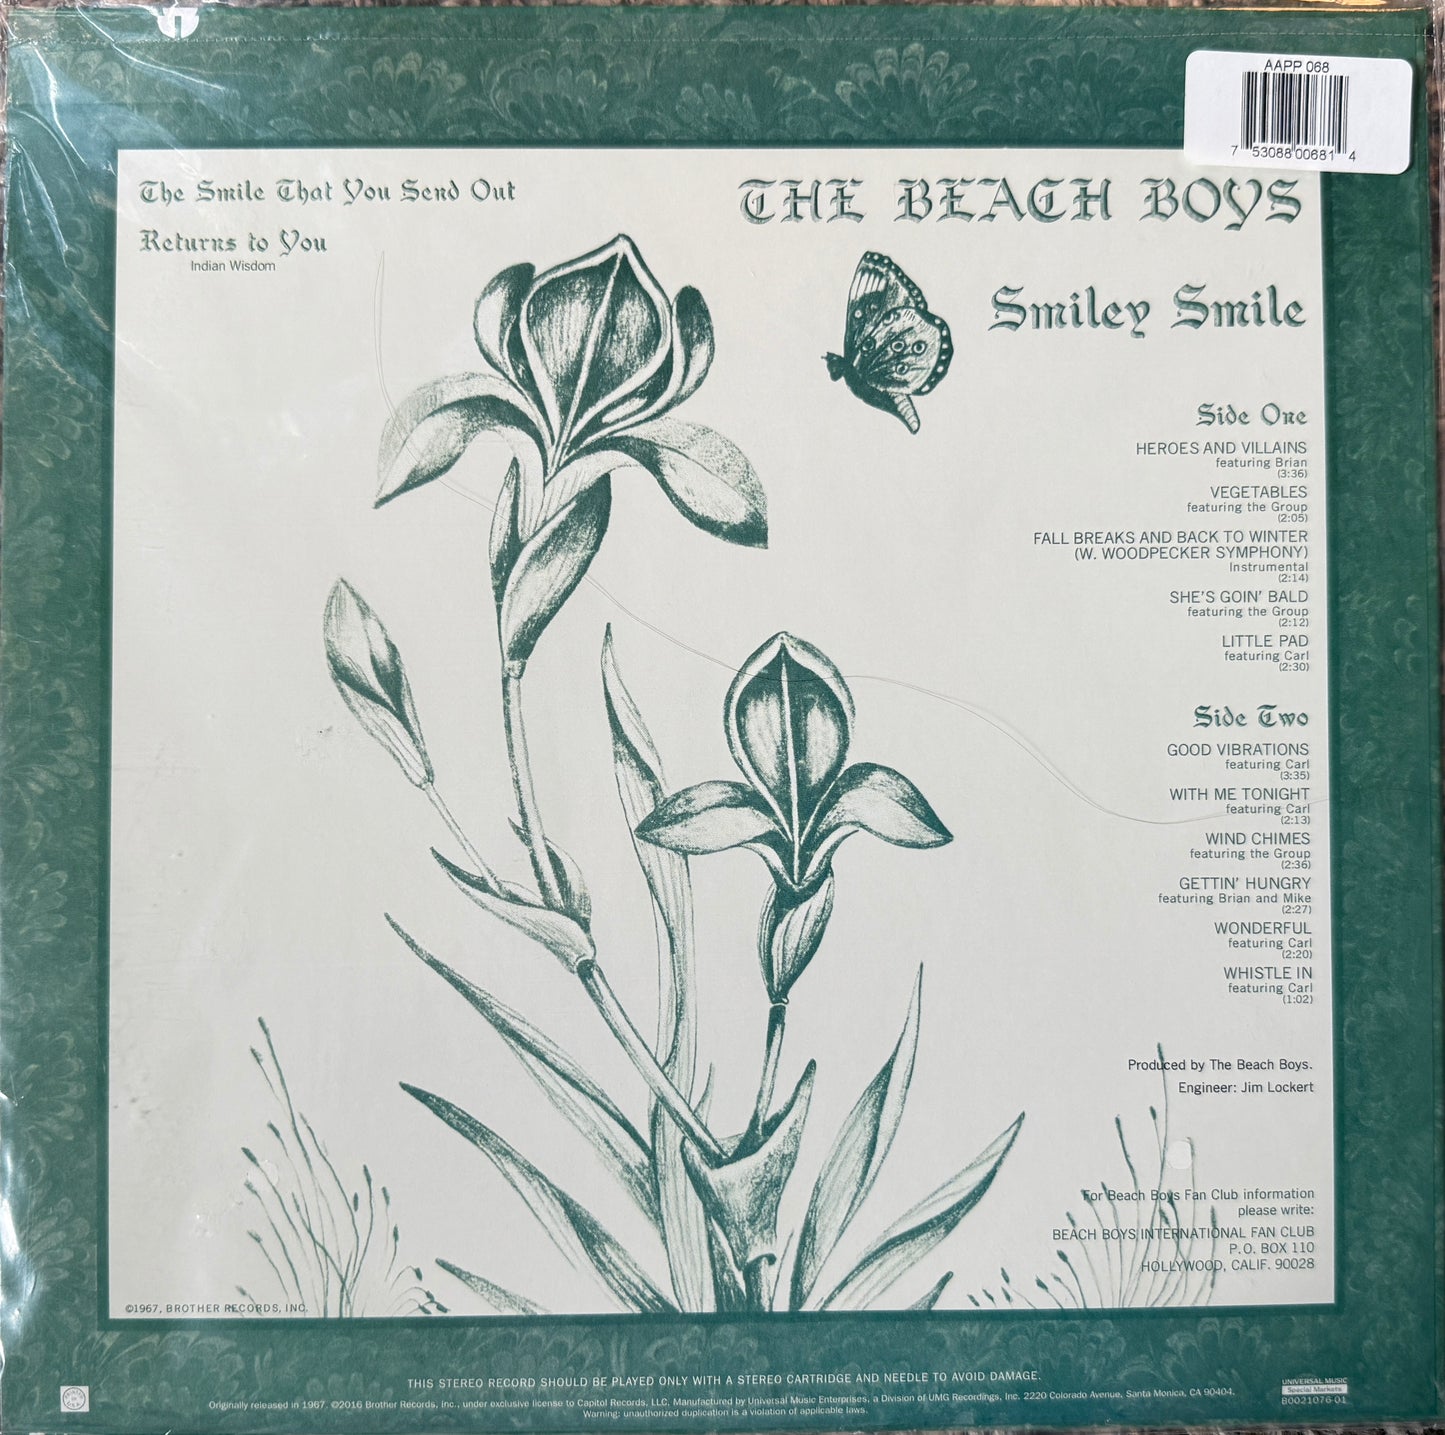 AAPP 068
7 53088 00681 4
The Smile That You Send Out
Returns to You
Indian Wisdom
THE BEACH BOYS
Smiley Smile
Side One
HEROES AND VILLAINS
featuring Brian
(3:36)
VEGETABLES
featuring the Group
(2:05)
FALL BREAKS AND BACK TO WINTER
(W. WOODPECKER SYMPHONY)
Instrumental
(2:14)
SHE'S GOIN' BALD
featuring the Group
(2:12)
LITTLE PAD
featuring Carl
(2:30)
Side Two
GOOD VIBRATIONS
featuring Carl
(3:35)
WITH ME TONIGHT
featuring Carl
(2:13)
WIND CHIMES
featuring the Group
(2:36)
GETTIN' HUNGRY
featuring Brian and Mike
(2:27)
WONDERFUL
featuring Carl
(2:20)
WHISTLE IN
featuring Carl
(1:02)
Produced by The Beach Boys.
Engineer: Jim Lockert
For Beach Boys Fan Club information
please write:
BEACH BOYS INTERNATIONAL FAN CLUB
P.O. BOX 110
HOLLYWOOD, CALIF. 90028
©1967, BROTHER RECORDS, INC.
THIS STEREO RECORD SHOULD BE PLAYED ONLY WITH A STEREO CARTRIDGE AND NEEDLE TO AVOID DAMAGE.
Originally released in 1967. ©2016 Brother Records, Inc., under exclusive license to Capitol Records, LLC. Manufactured by Universal Music Enterprises, a Division of UMG Recordings, Inc. 2220 Colorado Avenue, Santa Monica, CA 90404.
Warning: unauthorized duplication is a violation of applicable laws.
UNIVERSAL MUSIC
Special Markets
B0021076-01